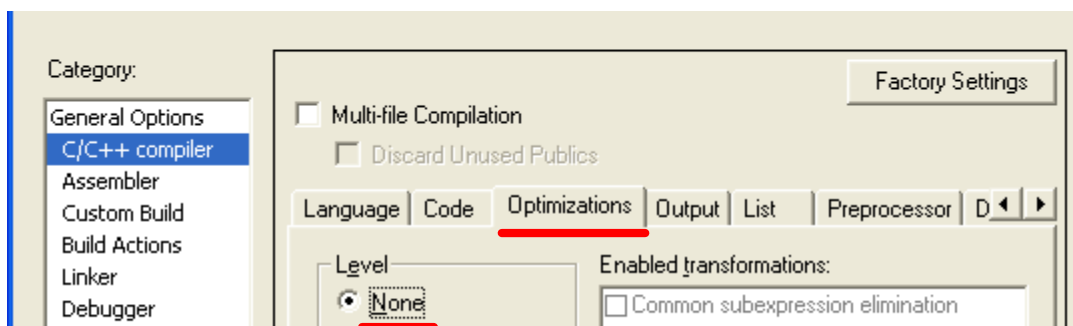 Category:
Factory Settings
General Options
Multi-file Compilation
C/C++ compiler
Discard Unused Publics
Assembler
Custom Build
Language Code Optimizations Output List Preprocessor D
Build Actions
Linker
Level
Enabled transformations:
Debugger
None
Common subexpression elimination